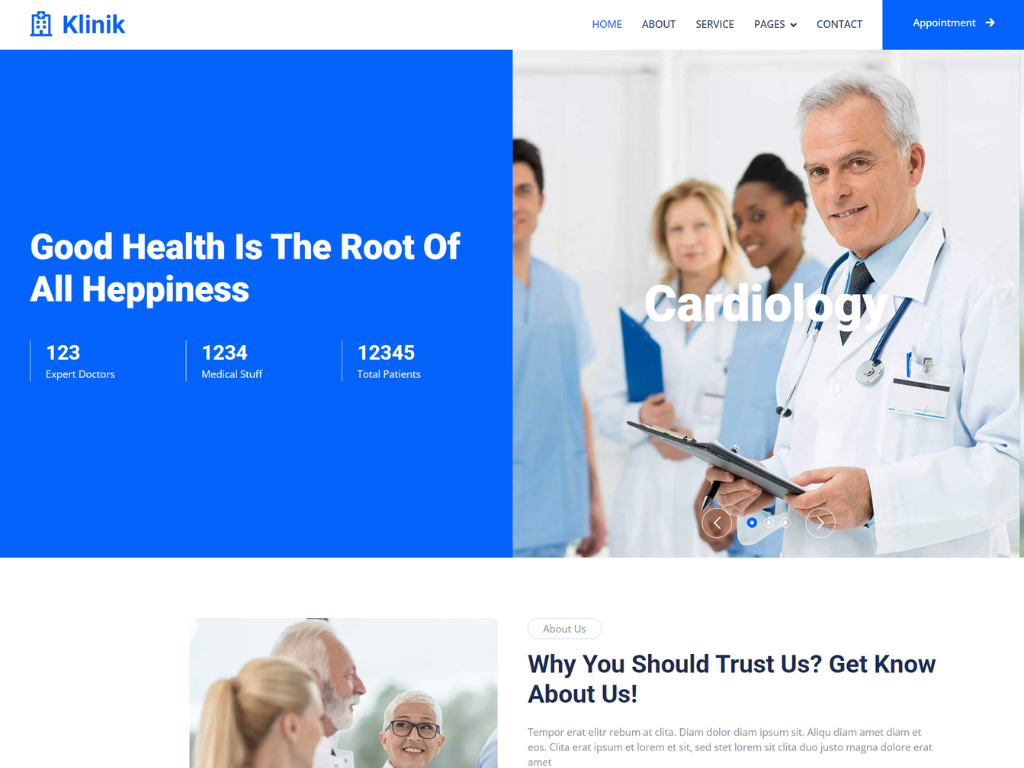 Klinik
HOME ABOUT SERVICE PAGES CONTACT Appointment
Good Health Is The Root Of
All Heppiness
123 1234 12345
Expert Doctors Medical Stuff Total Patients
Cardiology
About Us
Why You Should Trust Us? Get Know
About Us!
Tempor erat elitr rebum at clita. Diam dolor diam ipsum sit. Aliqu diam amet diam et
eos. Clita erat ipsum et lorem et sit, sed stet lorem sit clita duo justo magna dolore erat
amet